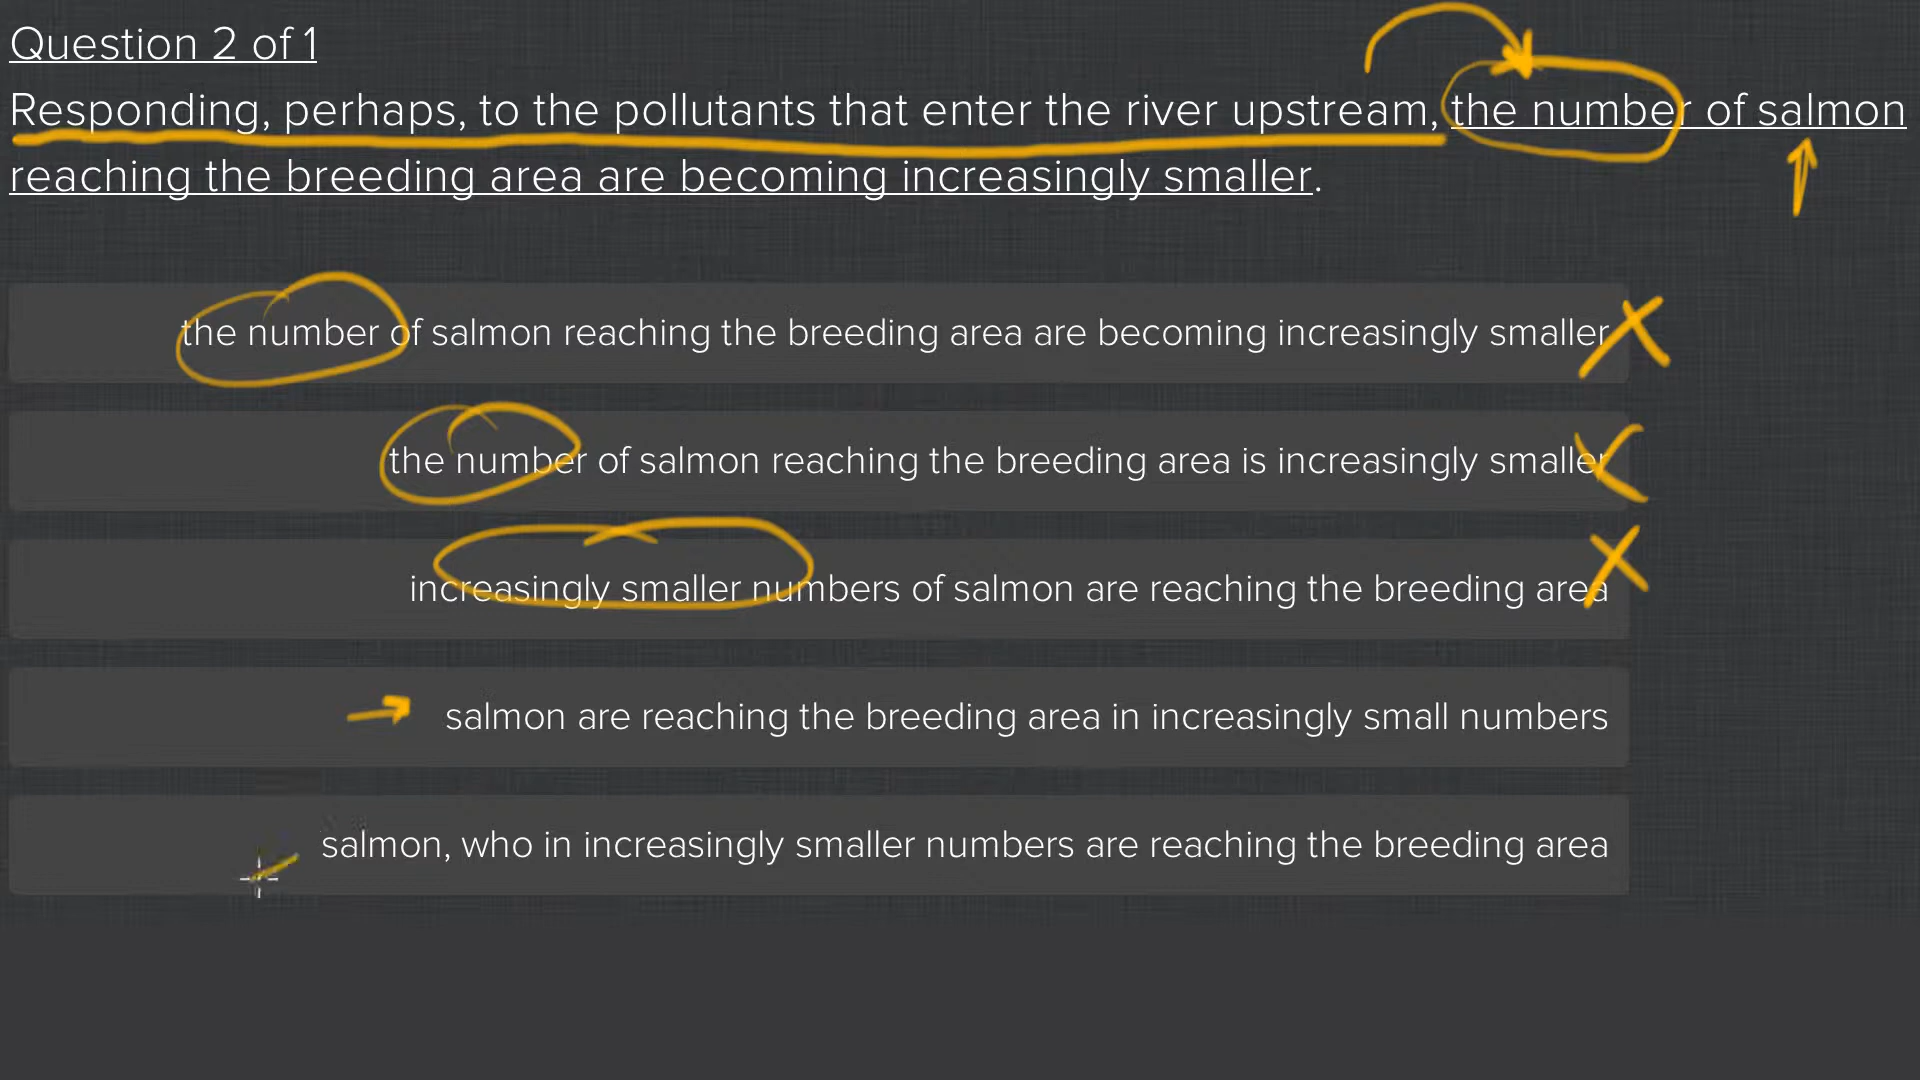 Question 2 of 1
Responding, perhaps, to the pollutants that enter the river upstream, the number of salmon
reaching the breeding area are becoming increasingly smaller.
the number of salmon reaching the breeding area are becoming increasingly smaller
the number of salmon reaching the breeding area is increasingly smaller
increasingly smaller numbers of salmon are reaching the breeding area
salmon are reaching the breeding area in increasingly small numbers
salmon, who in increasingly smaller numbers are reaching the breeding area